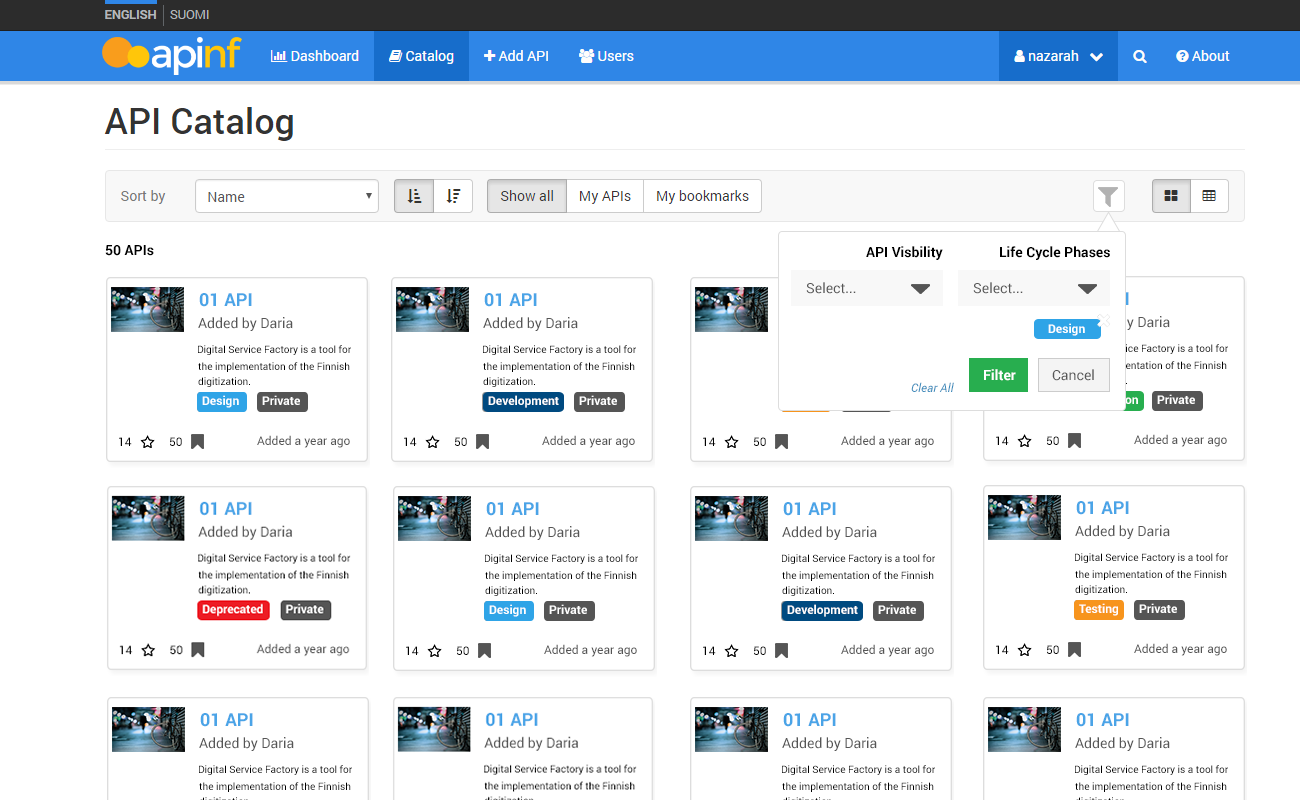 ENGLISH SUOMI
apinf Dashboard Catalog Add API Users nazarah About
API Catalog
Sort by Name Show all My APIs My bookmarks
50 APIs
API Visbility Life Cycle Phases
Select... Select...
Design
Clear All Filter Cancel
01 API
Added by Daria
Digital Service Factory is a tool for
the implementation of the Finnish
digitization.
Design Private
14 50 Added a year ago
01 API
Added by Daria
Digital Service Factory is a tool for
the implementation of the Finnish
digitization.
Development Private
14 50 Added a year ago
14 50 Added a year ago
Daria
Private
14 50 Added a year ago
01 API
Added by Daria
Digital Service Factory is a tool for
the implementation of the Finnish
digitization.
Deprecated Private
14 50 Added a year ago
01 API
Added by Daria
Digital Service Factory is a tool for
the implementation of the Finnish
digitization.
Design Private
14 50 Added a year ago
01 API
Added by Daria
Digital Service Factory is a tool for
the implementation of the Finnish
digitization.
Development Private
14 50 Added a year ago
01 API
Added by Daria
Digital Service Factory is a tool for
the implementation of the Finnish
digitization.
Testing Private
14 50 Added a year ago
01 API
Added by Daria
Digital Service Factory is a tool for
the implementation of the Finnish
01 API
Added by Daria
Digital Service Factory is a tool for
the implementation of the Finnish
01 API
Added by Daria
Digital Service Factory is a tool for
the implementation of the Finnish
01 API
Added by Daria
Digital Service Factory is a tool for
the implementation of the Finnish